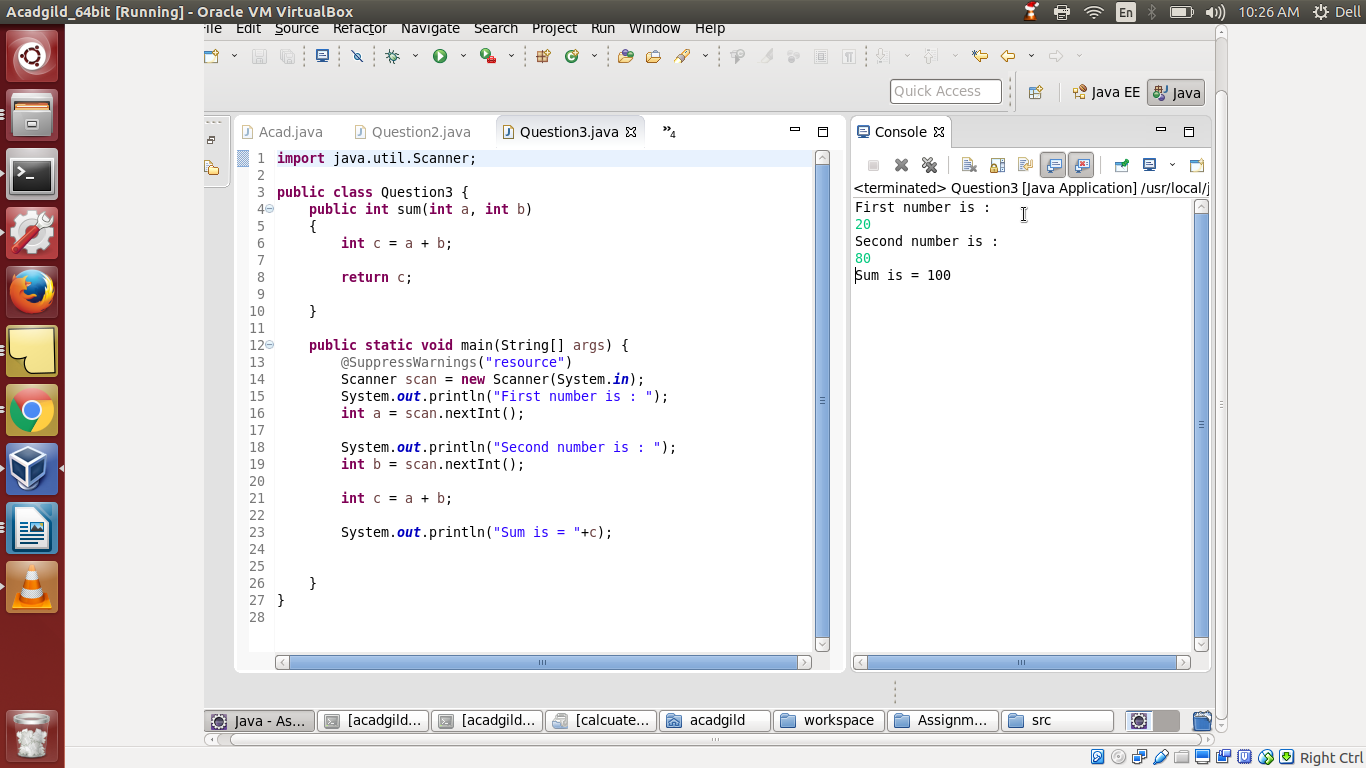 Acadgild_64bit [Running] - Oracle VM VirtualBox
En
10:26 AM
Dell
File Edit Source Refactor Navigate Search Project Run Window Help
Quick Access
Java EE
Java
Acad.java
Question2.java
Question3.java
»4
Console
1 import java.util.Scanner;
2
3 public class Question3 {
4 public int sum(int a, int b)
5 {
6 int c = a + b;
7
8 return c;
9
10 }
11
12 public static void main(String[] args) {
13 @SuppressWarnings("resource")
14 Scanner scan = new Scanner(System.in);
15 System.out.println("First number is : ");
16 int a = scan.nextInt();
17
18 System.out.println("Second number is : ");
19 int b = scan.nextInt();
20
21 int c = a + b;
22
23 System.out.println("Sum is = "+c);
24
25
26 }
27 }
28
<terminated> Question3 [Java Application] /usr/local/j
First number is :
20
Second number is :
80
Sum is = 100
Java - As...
[acadgild...
[acadgild...
[calcuate...
acadgild
workspace
Assignm...
src
Right Ctrl